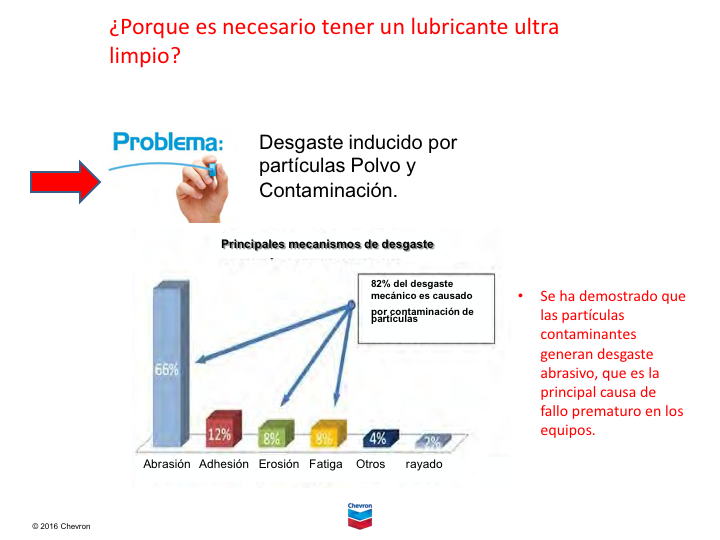 ¿Porque es necesario tener un lubricante ultra
limpio?
Problema:
Desgaste inducido por
partículas Polvo y
Contaminación.
Principales mecanismos de desgaste
82% del desgaste
mecánico es causado
por contaminación de
partículas
66%
12%
8%
8%
4%
2%
Abrasión Adhesión Erosión Fatiga Otros rayado
• Se ha demostrado que
las partículas
contaminantes
generan desgaste
abrasivo, que es la
principal causa de
fallo prematuro en los
equipos.
Chevron
© 2016 Chevron